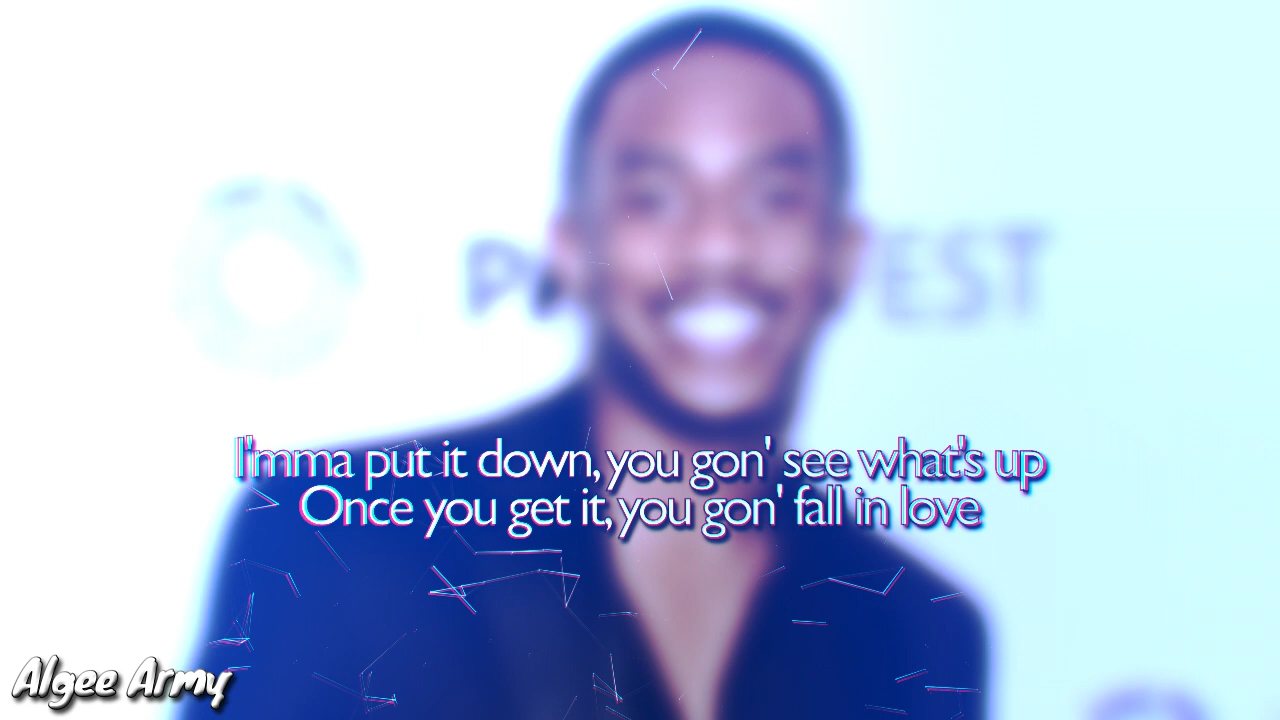 P EST
I'mma put it down, you gon' see what's up
Once you get it, you gon' fall in love
Algee Army